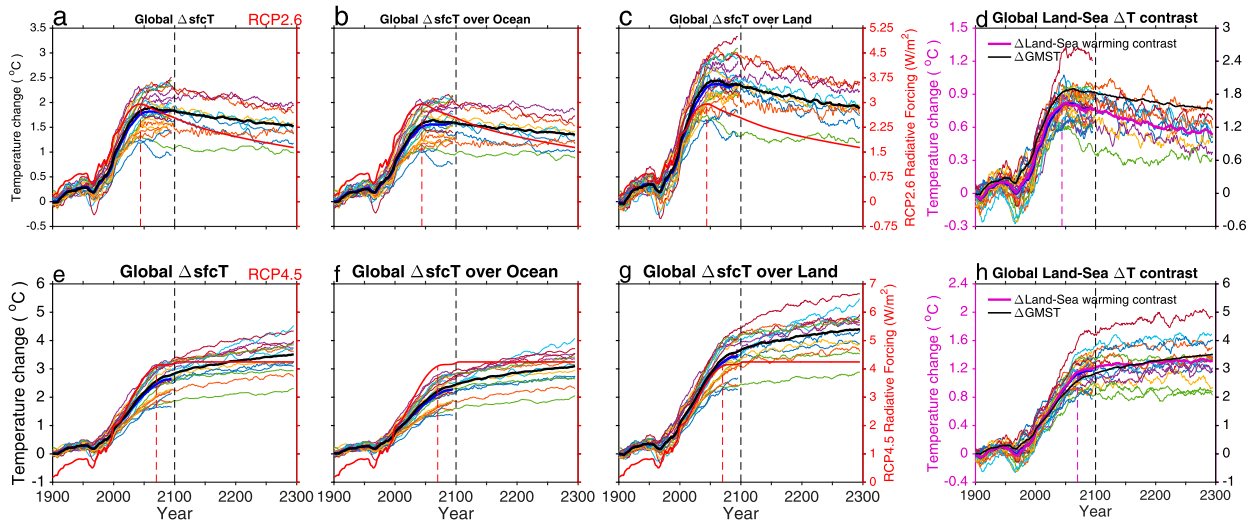 a Global ΔsfcT RCP2.6
b Global ΔsfcT over Ocean
c Global ΔsfcT over Land
d Global Land-Sea ΔT contrast
Temperature change ( °C)
3.5
3
2.5
2
1.5
1
0.5
0
-0.5
5.25
4.5
3.75
3
2.25
1.5
0.75
0
-0.75
RCP2.6 Radiative Forcing (W/m²)
Temperature change ( °C)
1.5
1.2
0.9
0.6
0.3
0
-0.3
ΔLand-Sea warming contrast
ΔGMST
3
2.4
1.8
1.2
0.6
0
-0.6
e Global ΔsfcT RCP4.5
f Global ΔsfcT over Ocean
g Global ΔsfcT over Land
h Global Land-Sea ΔT contrast
Temperature change ( °C)
6
5
4
3
2
1
0
-1
7
6
5
4
3
2
1
0
RCP4.5 Radiative Forcing (W/m²)
Temperature change ( °C)
2.4
2
1.6
1.2
0.8
0.4
0
-0.4
ΔLand-Sea warming contrast
ΔGMST
6
5
4
3
2
1
0
-1
1900 2000 2100 2200 2300
1900 2000 2100 2200 2300
1900 2000 2100 2200 2300
1900 2000 2100 2200 2300
Year
Year
Year
Year